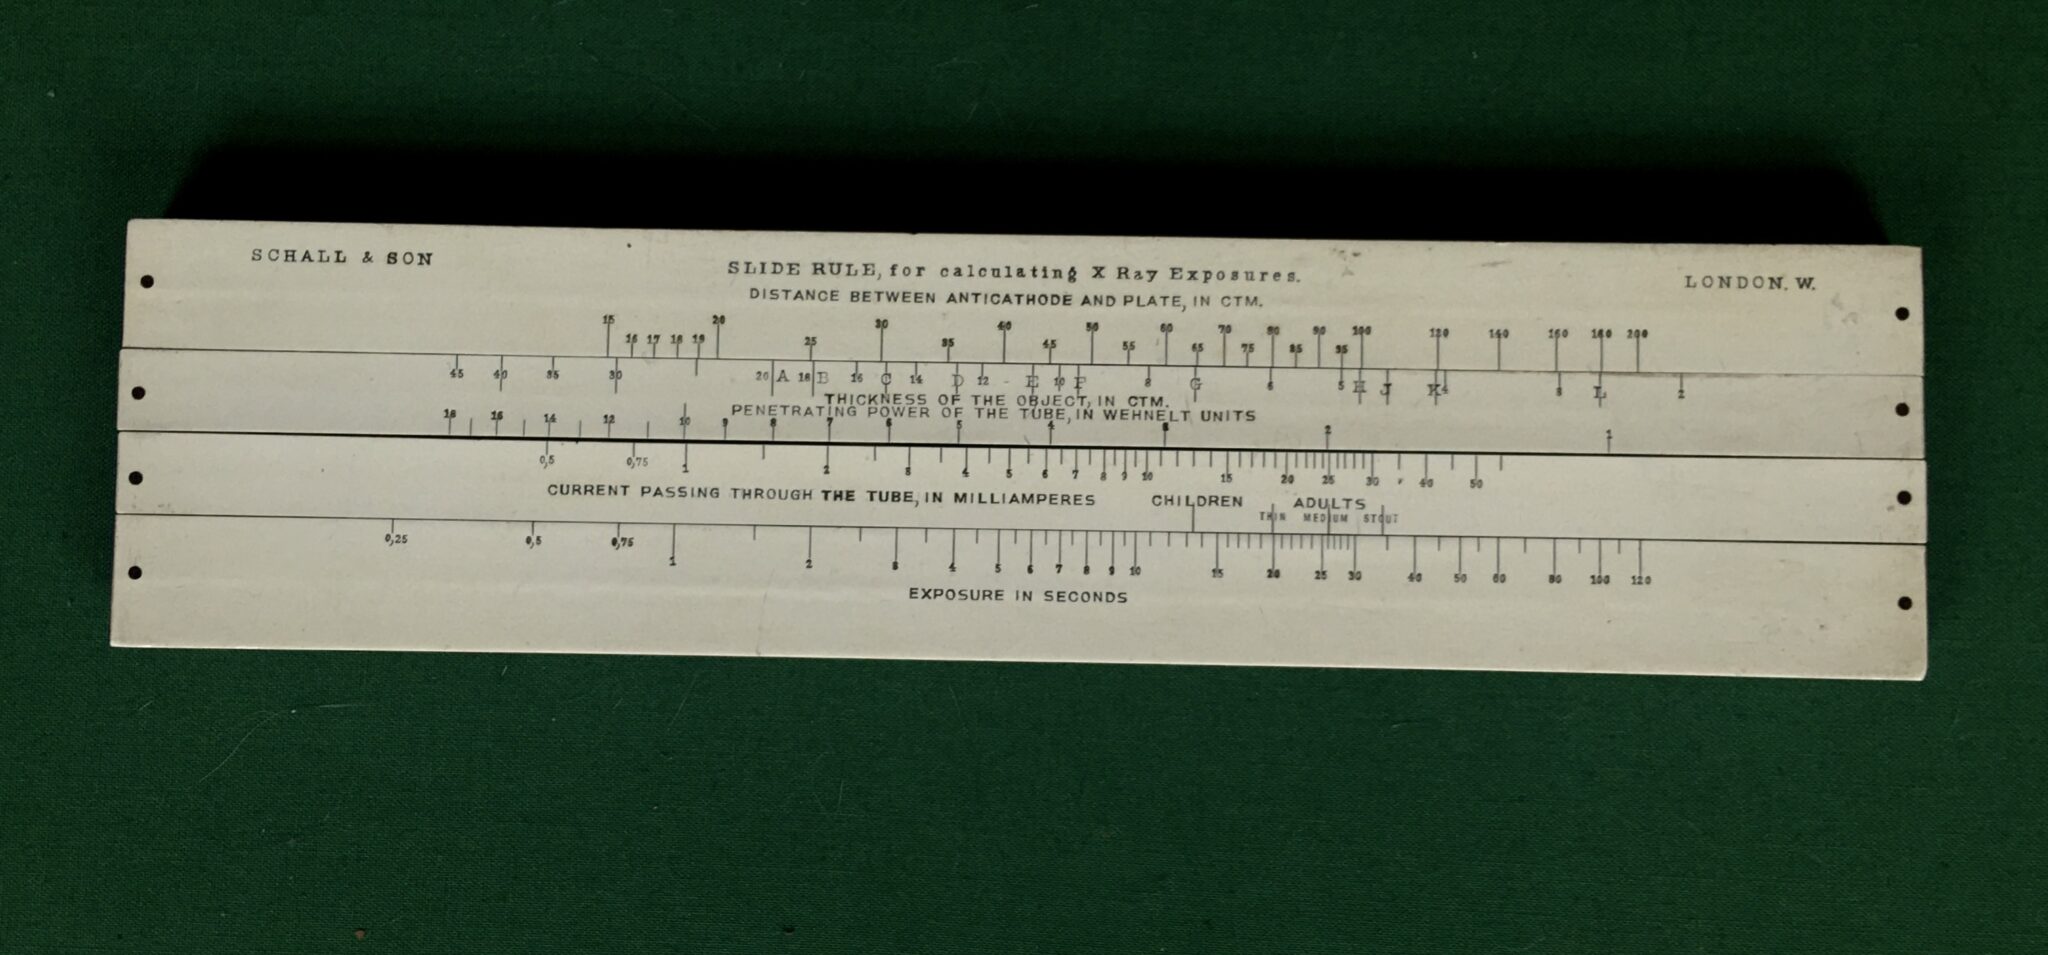 SCHALL & SON
SLIDE RULE, for calculating X Ray Exposures.
LONDON. W.
DISTANCE BETWEEN ANTICATHODE AND PLATE, IN CTM.
15 16 17 18 19 20 25 30 35 40 45 50 55 60 65 70 75 80 85 90 95 100 120 140 160 180 200
45 40 35 30 20 A 18 B 16 C 14 D 12 E 10 F 8 G 6 5 H J K 4 3 L 2
THICKNESS OF THE OBJECT, IN CTM.
PENETRATING POWER OF THE TUBE, IN WEHNELT UNITS
18 16 14 12 10 9 8 7 6 5 4 3 2 1
0,5 0,75 1 2 3 4 5 6 7 8 9 10 15 20 25 30 40 50
CURRENT PASSING THROUGH THE TUBE, IN MILLIAMPERES
CHILDREN
ADULTS
THIN MEDIUM STOUT
0,25 0,5 0,75 1 2 3 4 5 6 7 8 9 10 15 20 25 30 40 50 60 80 100 120
EXPOSURE IN SECONDS